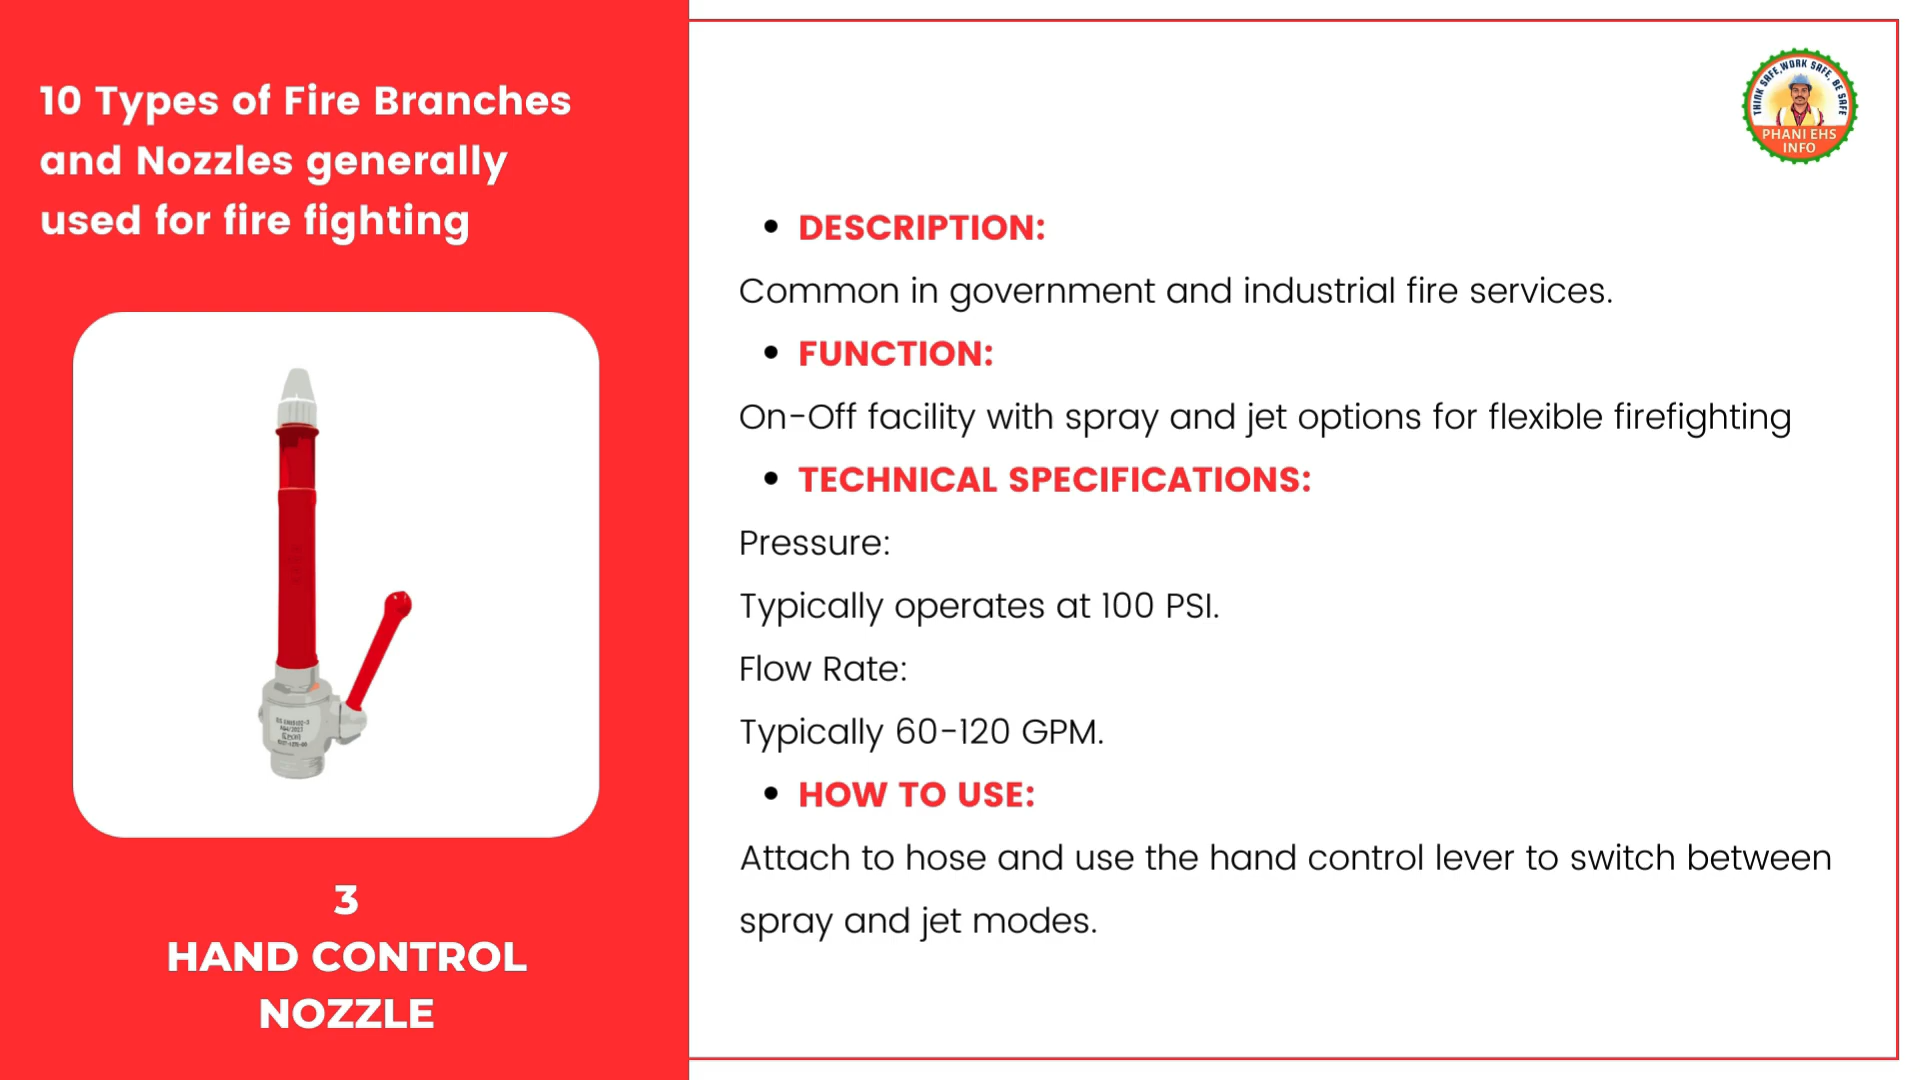 10 Types of Fire Branches
and Nozzles generally
used for fire fighting
3
HAND CONTROL
NOZZLE
THINK SAFE, WORK SAFE, BE SAFE
PHANI EHS
INFO
• DESCRIPTION:
Common in government and industrial fire services.
• FUNCTION:
On-Off facility with spray and jet options for flexible firefighting
• TECHNICAL SPECIFICATIONS:
Pressure:
Typically operates at 100 PSI.
Flow Rate:
Typically 60-120 GPM.
• HOW TO USE:
Attach to hose and use the hand control lever to switch between
spray and jet modes.